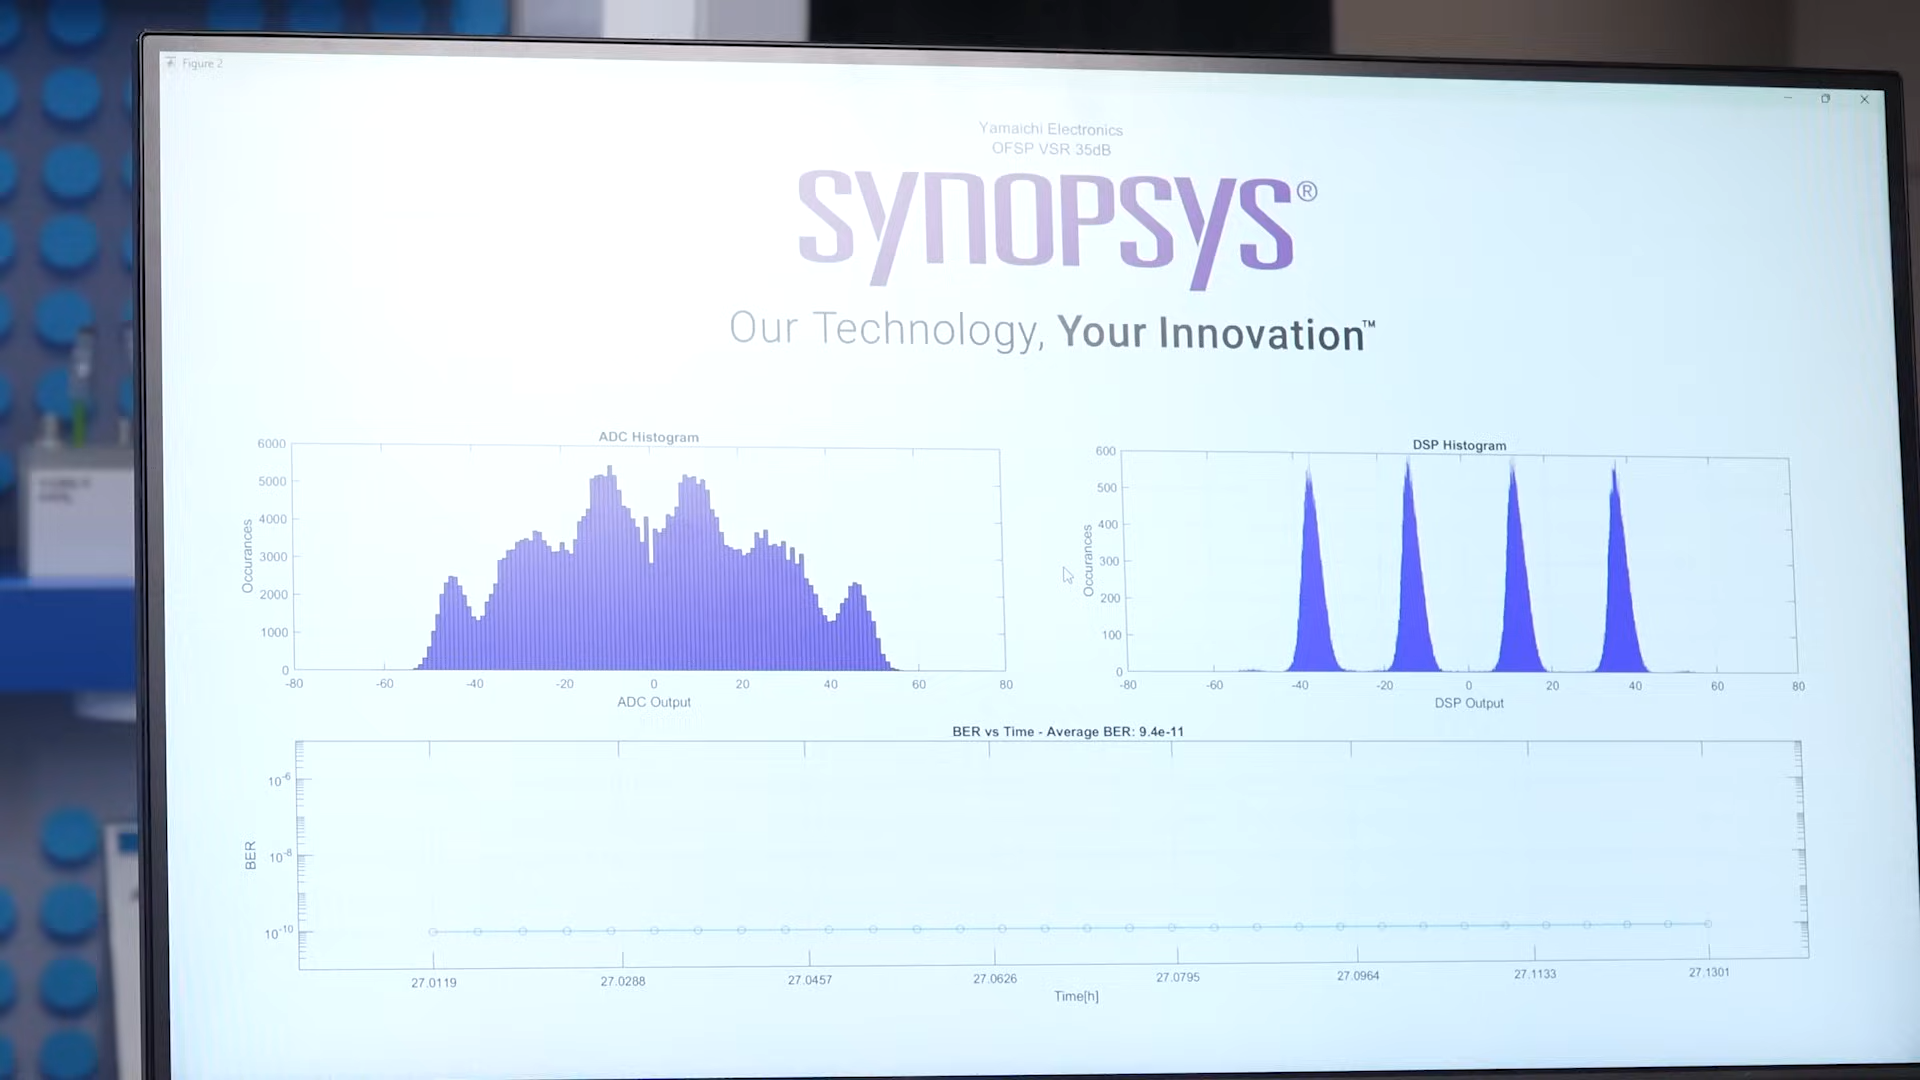 Figure 2
Yamaichi Electronics
OFSP VSR 35dB
SYNOPSYS®
Our Technology, Your Innovation™
ADC Histogram
6000
5000
4000
3000
2000
1000
0
Occurances
-80 -60 -40 -20 0 20 40 60 80
ADC Output
DSP Histogram
600
500
400
300
200
100
0
Occurances
-80 -60 -40 -20 0 20 40 60 80
DSP Output
BER vs Time - Average BER: 9.4e-11
10⁻⁶
10⁻⁸
10⁻¹⁰
BER
27.0119 27.0288 27.0457 27.0626 27.0795 27.0964 27.1133 27.1301
Time[h]